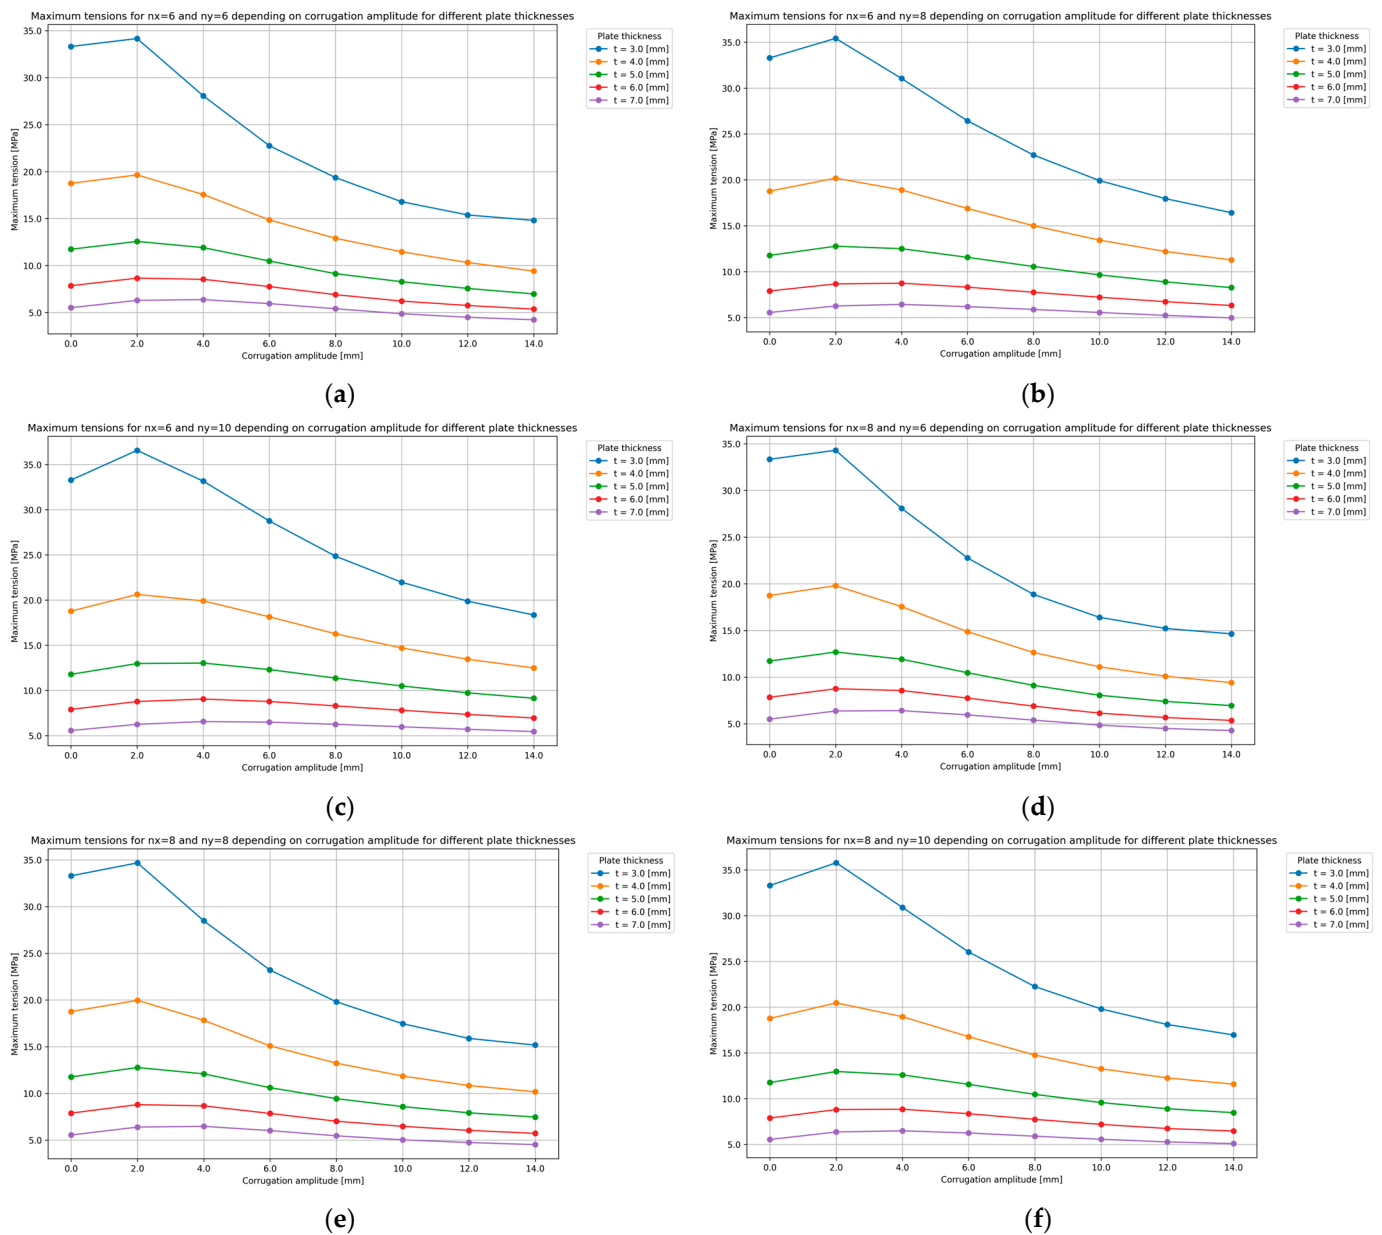 Maximum tensions for nx=6 and ny=6 depending on corrugation amplitude for different plate thicknesses
Maximum tension [MPa]
35.0
30.0
25.0
20.0
15.0
10.0
5.0
0.0 2.0 4.0 6.0 8.0 10.0 12.0 14.0
Corrugation amplitude [mm]
Plate thickness
t = 3.0 [mm]
t = 4.0 [mm]
t = 5.0 [mm]
t = 6.0 [mm]
t = 7.0 [mm]
(a)
Maximum tensions for nx=6 and ny=8 depending on corrugation amplitude for different plate thicknesses
Maximum tension [MPa]
35.0
30.0
25.0
20.0
15.0
10.0
5.0
0.0 2.0 4.0 6.0 8.0 10.0 12.0 14.0
Corrugation amplitude [mm]
Plate thickness
t = 3.0 [mm]
t = 4.0 [mm]
t = 5.0 [mm]
t = 6.0 [mm]
t = 7.0 [mm]
(b)
Maximum tensions for nx=6 and ny=10 depending on corrugation amplitude for different plate thicknesses
Maximum tension [MPa]
35.0
30.0
25.0
20.0
15.0
10.0
5.0
0.0 2.0 4.0 6.0 8.0 10.0 12.0 14.0
Corrugation amplitude [mm]
Plate thickness
t = 3.0 [mm]
t = 4.0 [mm]
t = 5.0 [mm]
t = 6.0 [mm]
t = 7.0 [mm]
(c)
Maximum tensions for nx=8 and ny=6 depending on corrugation amplitude for different plate thicknesses
Maximum tension [MPa]
35.0
30.0
25.0
20.0
15.0
10.0
5.0
0.0 2.0 4.0 6.0 8.0 10.0 12.0 14.0
Corrugation amplitude [mm]
Plate thickness
t = 3.0 [mm]
t = 4.0 [mm]
t = 5.0 [mm]
t = 6.0 [mm]
t = 7.0 [mm]
(d)
Maximum tensions for nx=8 and ny=8 depending on corrugation amplitude for different plate thicknesses
Maximum tension [MPa]
35.0
30.0
25.0
20.0
15.0
10.0
5.0
0.0 2.0 4.0 6.0 8.0 10.0 12.0 14.0
Corrugation amplitude [mm]
Plate thickness
t = 3.0 [mm]
t = 4.0 [mm]
t = 5.0 [mm]
t = 6.0 [mm]
t = 7.0 [mm]
(e)
Maximum tensions for nx=8 and ny=10 depending on corrugation amplitude for different plate thicknesses
Maximum tension [MPa]
35.0
30.0
25.0
20.0
15.0
10.0
5.0
0.0 2.0 4.0 6.0 8.0 10.0 12.0 14.0
Corrugation amplitude [mm]
Plate thickness
t = 3.0 [mm]
t = 4.0 [mm]
t = 5.0 [mm]
t = 6.0 [mm]
t = 7.0 [mm]
(f)